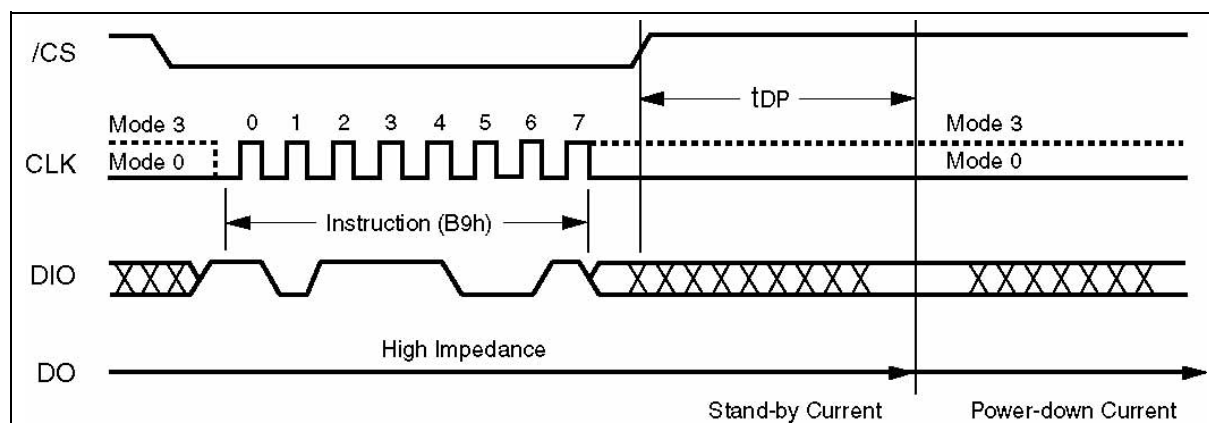 /CS
tDP
Mode 3 0 1 2 3 4 5 6 7 Mode 3
CLK Mode 0 Mode 0
Instruction (B9h)
DIO
High Impedance
DO
Stand-by Current Power-down Current